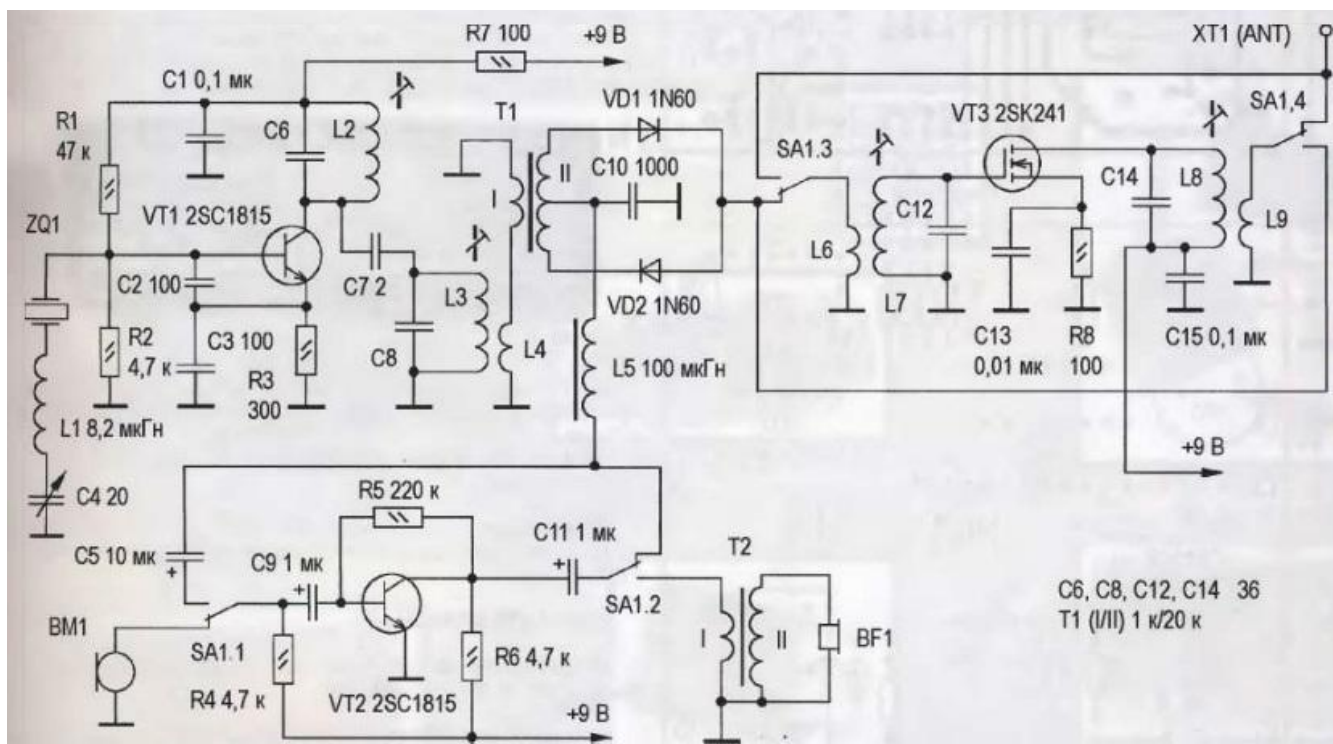 R7 100
+9 В
XT1 (ANT)
C1 0,1 мк
R1
47 к
C6
L2
T1
VD1 1N60
VT3 2SK241
SA1.4
II
C10 1000
SA1.3
I
C14
L8
VT1 2SC1815
ZQ1
C12
C2 100
C7 2
L9
L6
L3
VD2 1N60
R2
4,7 к
C3 100
L7
C8
L4
C13
0,01 мк
R8
100
C15 0,1 мк
R3
300
L5 100 мкГн
L1 8,2 мкГн
+9 В
C4 20
R5 220 к
C11 1 мк
T2
C5 10 мк
C9 1 мк
+
+
+
SA1.2
C6, C8, C12, C14 36
T1 (I/II) 1 к/20 к
BM1
SA1.1
I
II
BF1
R6 4,7 к
R4 4,7 к
VT2 2SC1815
+9 В